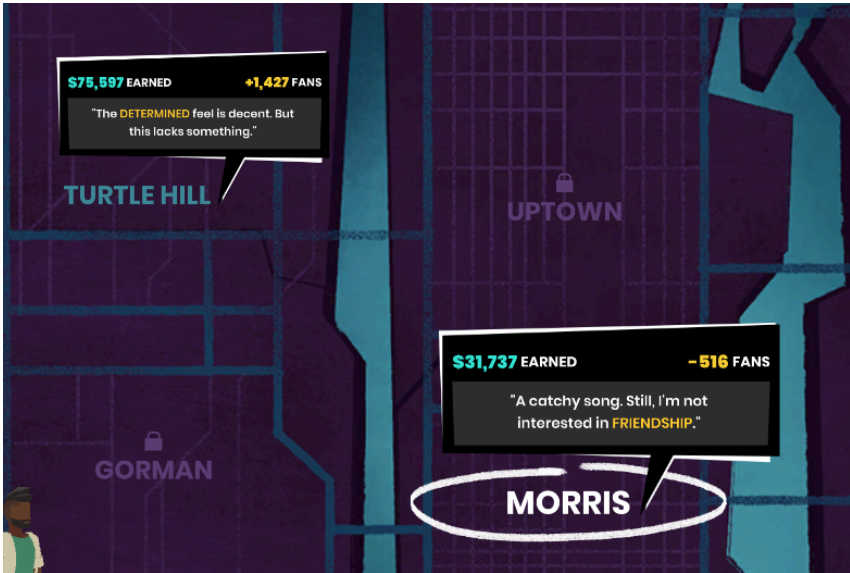 $75,597 EARNED +1,427 FANS
"The DETERMINED feel is decent. But
this lacks something."
TURTLE HILL
UPTOWN
$31,737 EARNED -516 FANS
"A catchy song. Still, I'm not
interested in FRIENDSHIP."
GORMAN
MORRIS